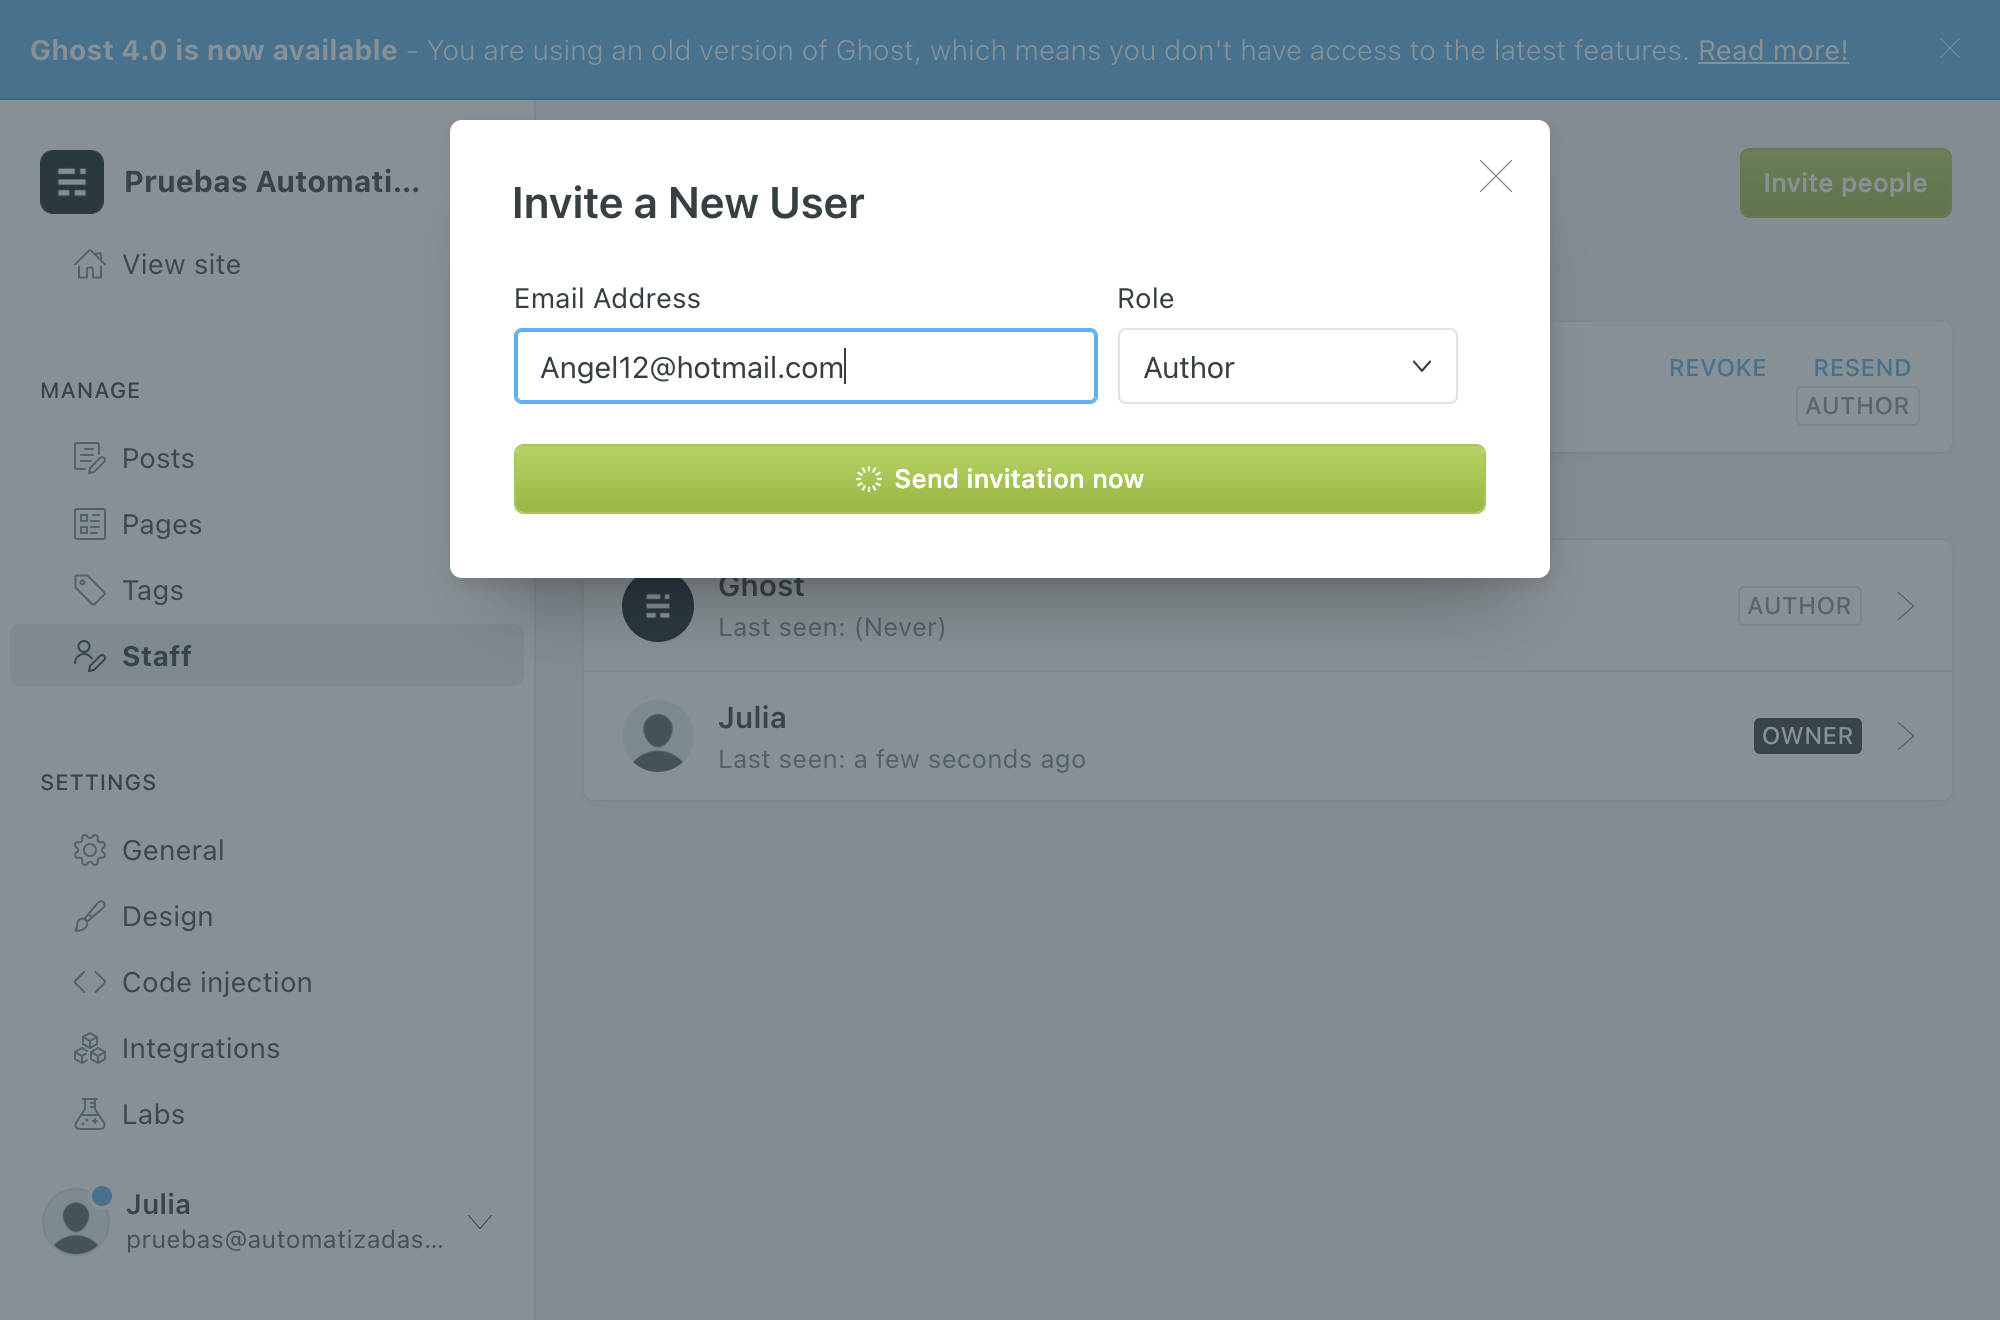 Ghost 4.0 is now available - You are using an old version of Ghost, which means you don't have access to the latest features. Read more!
Pruebas Automati...
View site
MANAGE
Posts
Pages
Tags
Staff
SETTINGS
General
Design
Code injection
Integrations
Labs
Julia
pruebas@automatizadas...
Invite people
Invite a New User
Email Address
Role
Angel12@hotmail.com
Author
Send invitation now
REVOKE RESEND
AUTHOR
Ghost
Last seen: (Never)
AUTHOR
Julia
Last seen: a few seconds ago
OWNER